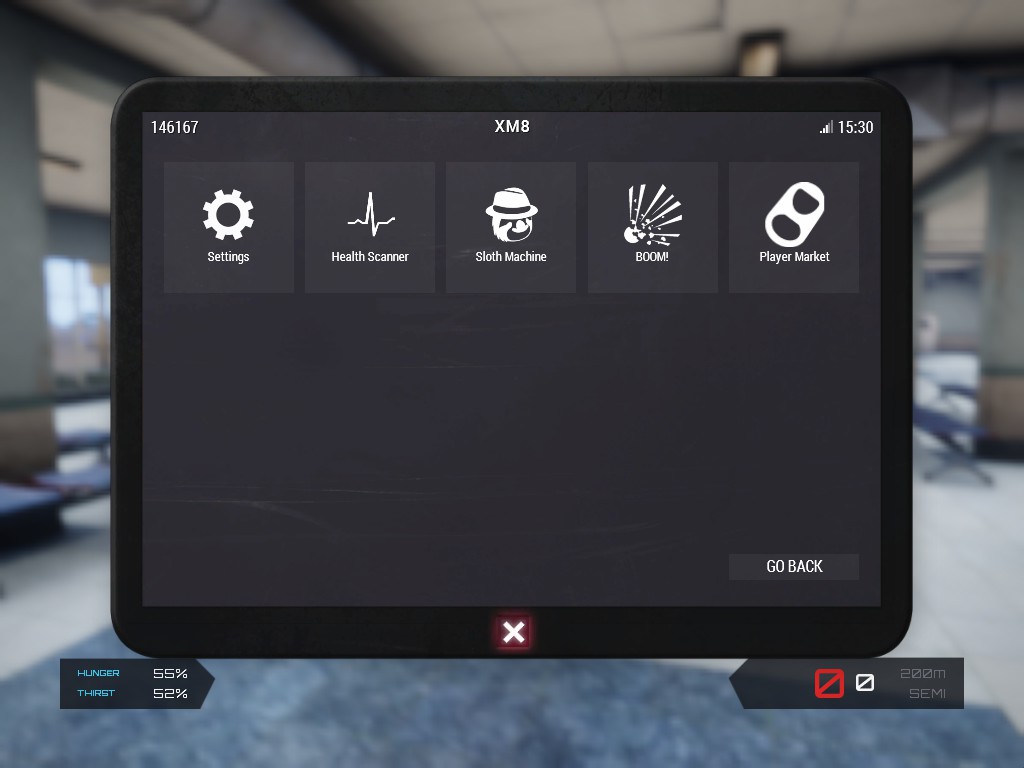 146167 XM8 15:30
Settings Health Scanner Sloth Machine BOOM! Player Market
GO BACK
HUNGER 55%
THIRST 52%
200m
SEMI